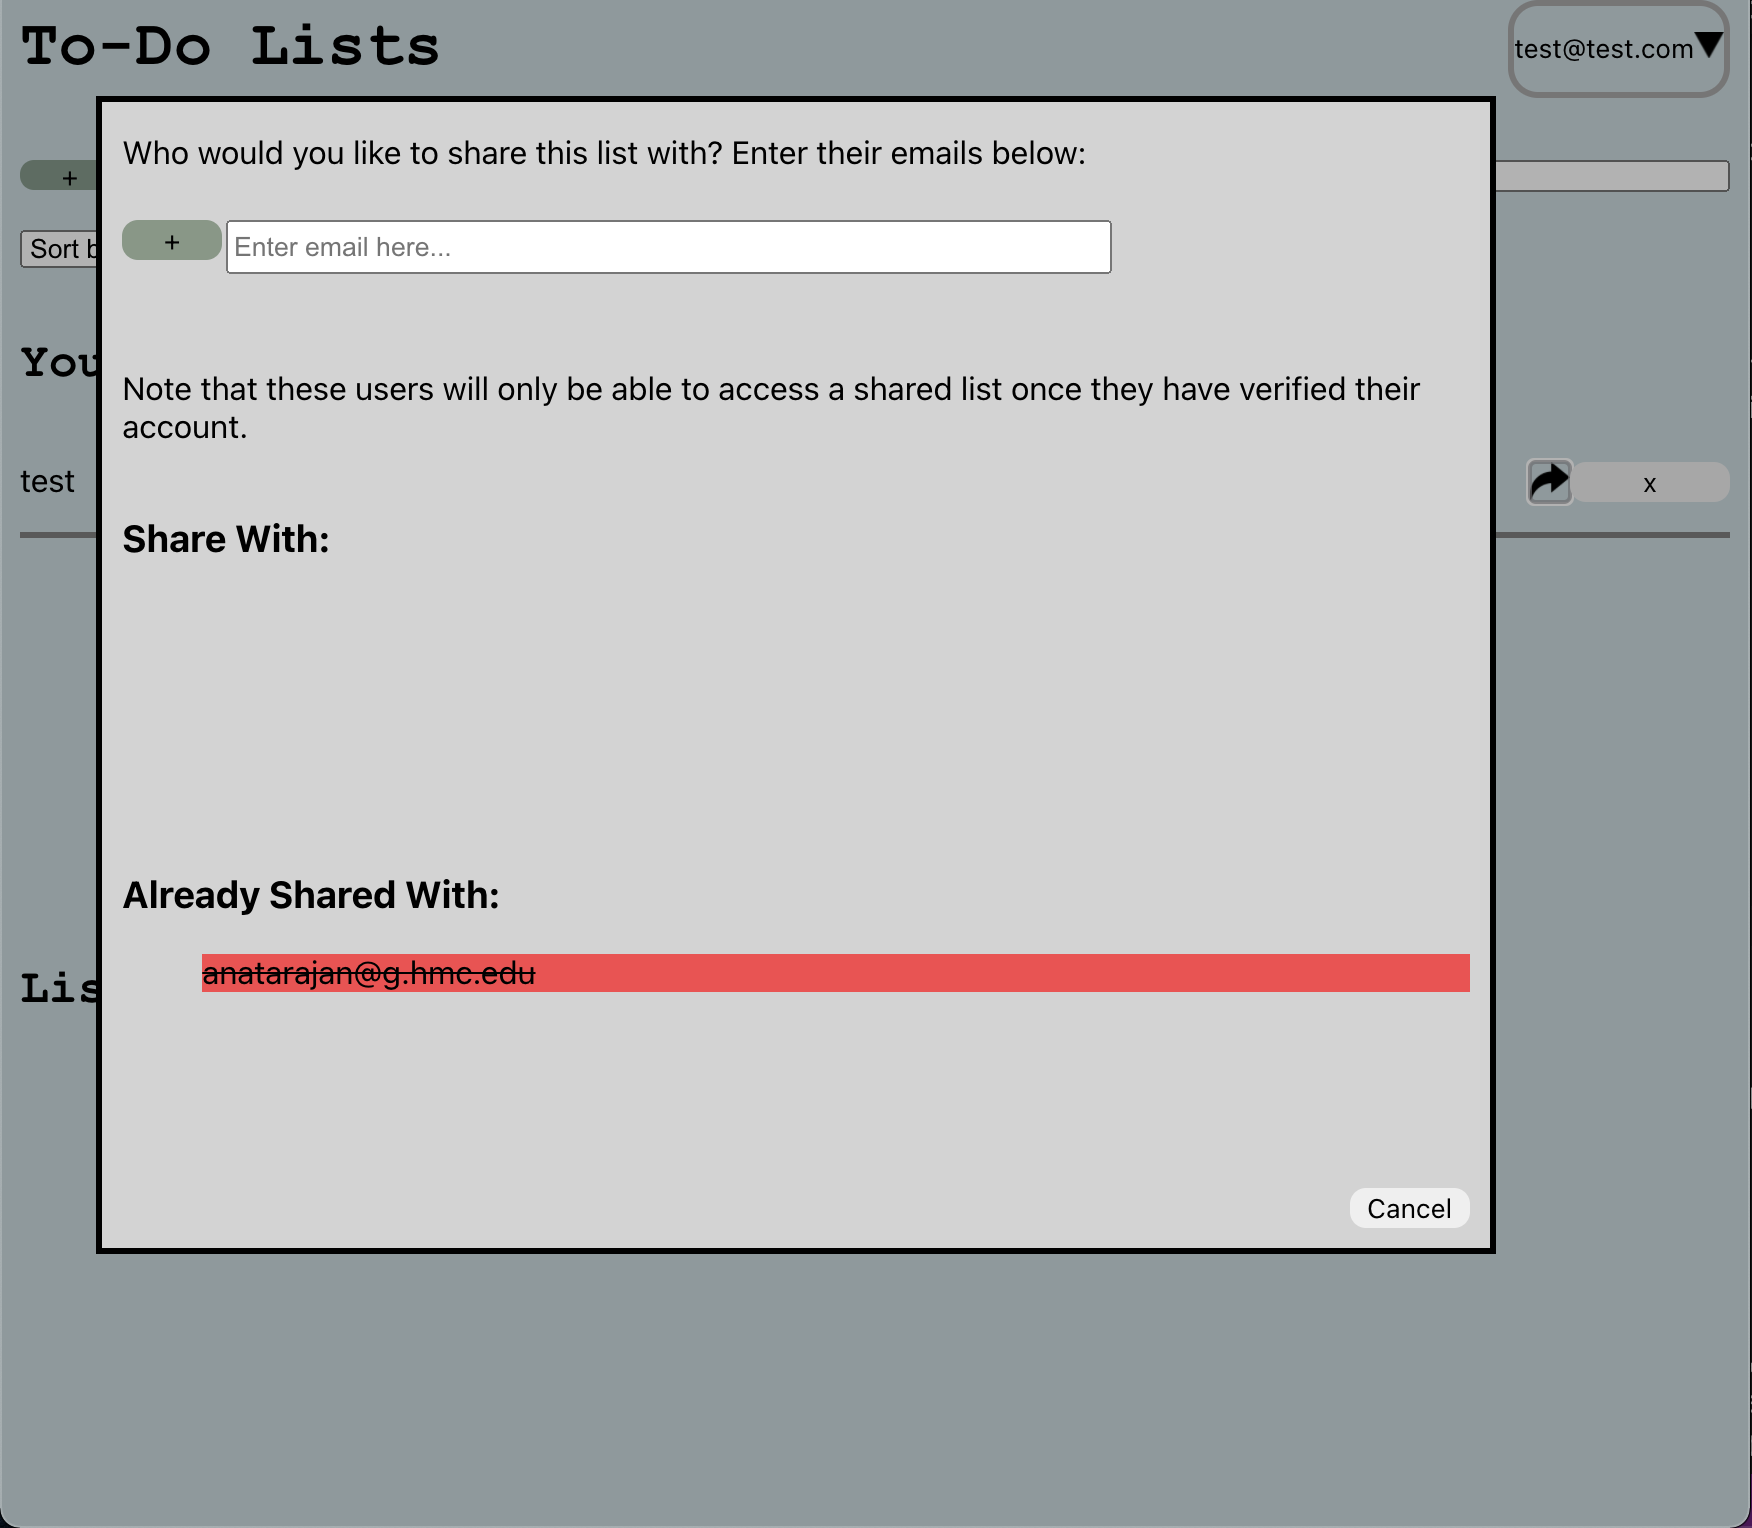 To-Do Lists
test@test.com
Who would you like to share this list with? Enter their emails below:
+
+
Enter email here...
Sort b
You
Note that these users will only be able to access a shared list once they have verified their
account.
test
x
Share With:
Already Shared With:
anatarajan@g.hmc.edu
Lis
Cancel